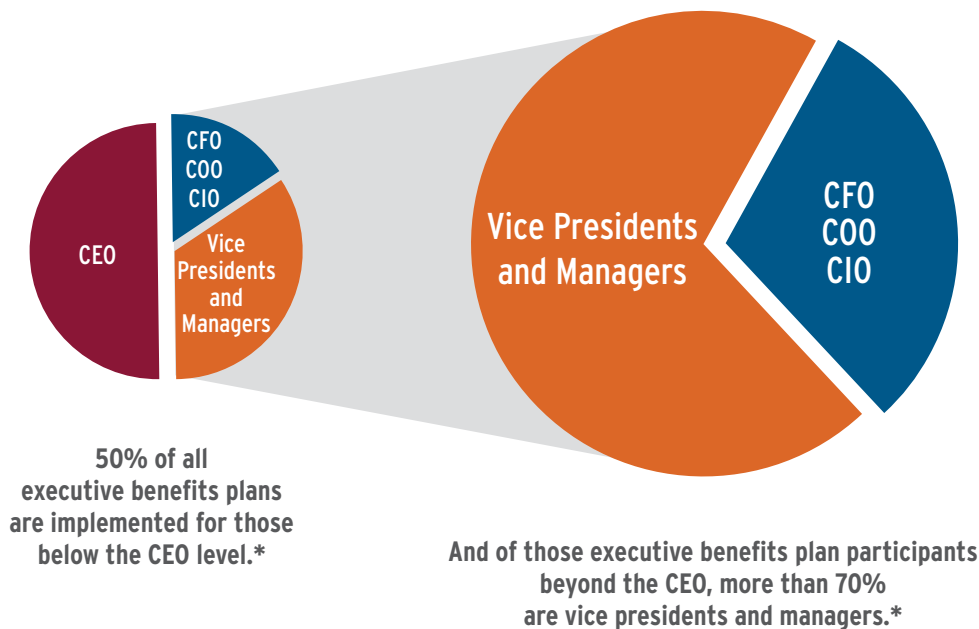 CEO
CFO
COO
CIO
Vice
Presidents
and
Managers
Vice Presidents
and Managers
CFO
COO
CIO
50% of all
executive benefits plans
are implemented for those
below the CEO level.*
And of those executive benefits plan participants
beyond the CEO, more than 70%
are vice presidents and managers.*